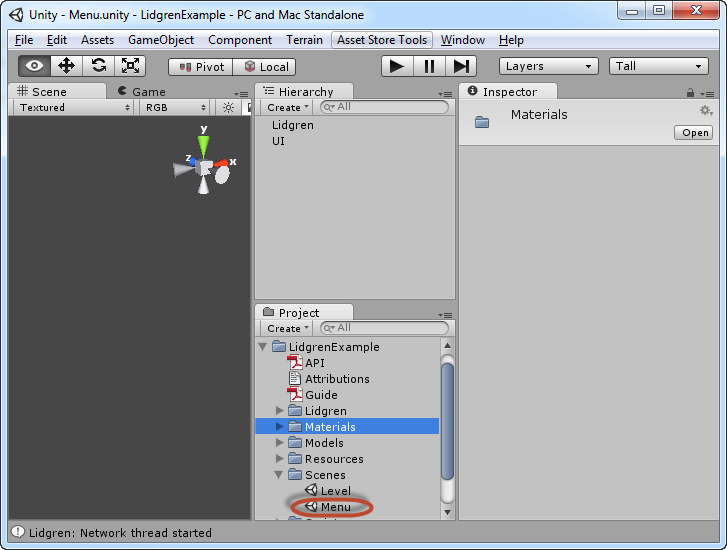 Unity - Menu.unity - LidgrenExample - PC and Mac Standalone
File Edit Assets GameObject Component Terrain Asset Store Tools Window Help
Pivot Local Layers Tall
Scene Game
Textured RGB
y
z x
Hierarchy
Create All
Lidgren
UI
Inspector
Materials
Open
Project
Create All
LidgrenExample
API
Attributions
Guide
Lidgren
Materials
Models
Resources
Scenes
Level
Menu
Lidgren: Network thread started